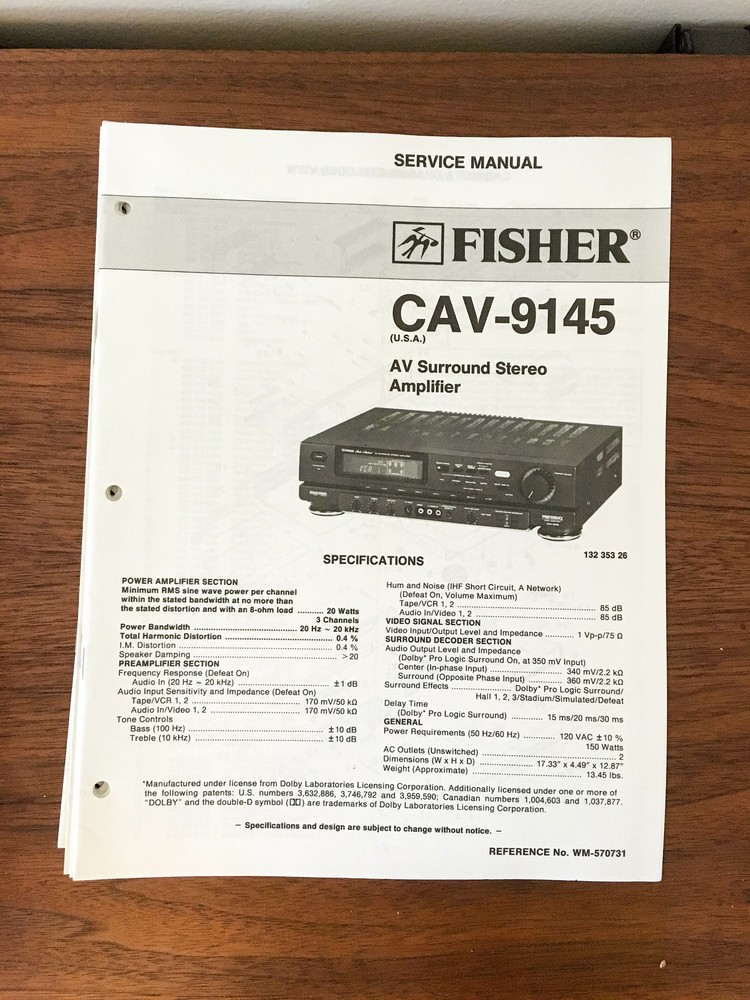 SERVICE MANUAL
FISHER®
CAV-9145
(U.S.A.)
AV Surround Stereo
Amplifier
FISHER
VCR 1
132 353 26
SPECIFICATIONS
POWER AMPLIFIER SECTION
Minimum RMS sine wave power per channel
within the stated bandwidth at no more than
the stated distortion and with an 8-ohm load .......... 20 Watts
3 Channels
Power Bandwidth .......... 20 Hz ~ 20 kHz
Total Harmonic Distortion .......... 0.4 %
I.M. Distortion .......... 0.4 %
Speaker Damping .......... >20
PREAMPLIFIER SECTION
Frequency Response (Defeat On)
Audio In (20 Hz ~ 20 kHz) .......... ±1 dB
Audio Input Sensitivity and Impedance (Defeat On)
Tape/VCR 1, 2 .......... 170 mV/50 kΩ
Audio In/Video 1, 2 .......... 170 mV/50 kΩ
Tone Controls
Bass (100 Hz) .......... ±10 dB
Treble (10 kHz) .......... ±10 dB
Hum and Noise (IHF Short Circuit, A Network)
(Defeat On, Volume Maximum)
Tape/VCR 1, 2 .......... 85 dB
Audio In/Video 1, 2 .......... 85 dB
VIDEO SIGNAL SECTION
Video Input/Output Level and Impedance .......... 1 Vp-p/75 Ω
SURROUND DECODER SECTION
Audio Output Level and Impedance
(Dolby* Pro Logic Surround On, at 350 mV Input)
Center (In-phase Input) .......... 340 mV/2.2 kΩ
Surround (Opposite Phase Input) .......... 360 mV/2.2 kΩ
Surround Effects .......... Dolby* Pro Logic Surround/
Hall 1, 2, 3/Stadium/Simulated/Defeat
Delay Time
(Dolby* Pro Logic Surround) .......... 15 ms/20 ms/30 ms
GENERAL
Power Requirements (50 Hz/60 Hz) .......... 120 VAC ±10 %
150 Watts
AC Outlets (Unswitched) .......... 2
Dimensions (W x H x D) .......... 17.33" x 4.49" x 12.87"
Weight (Approximate) .......... 13.45 lbs.
*Manufactured under license from Dolby Laboratories Licensing Corporation. Additionally licensed under one or more of
the following patents: U.S. numbers 3,632,886, 3,746,792 and 3,959,590; Canadian numbers 1,004,603 and 1,037,877.
"DOLBY" and the double-D symbol (DD) are trademarks of Dolby Laboratories Licensing Corporation.
– Specifications and design are subject to change without notice. –
REFERENCE No. WM-570731